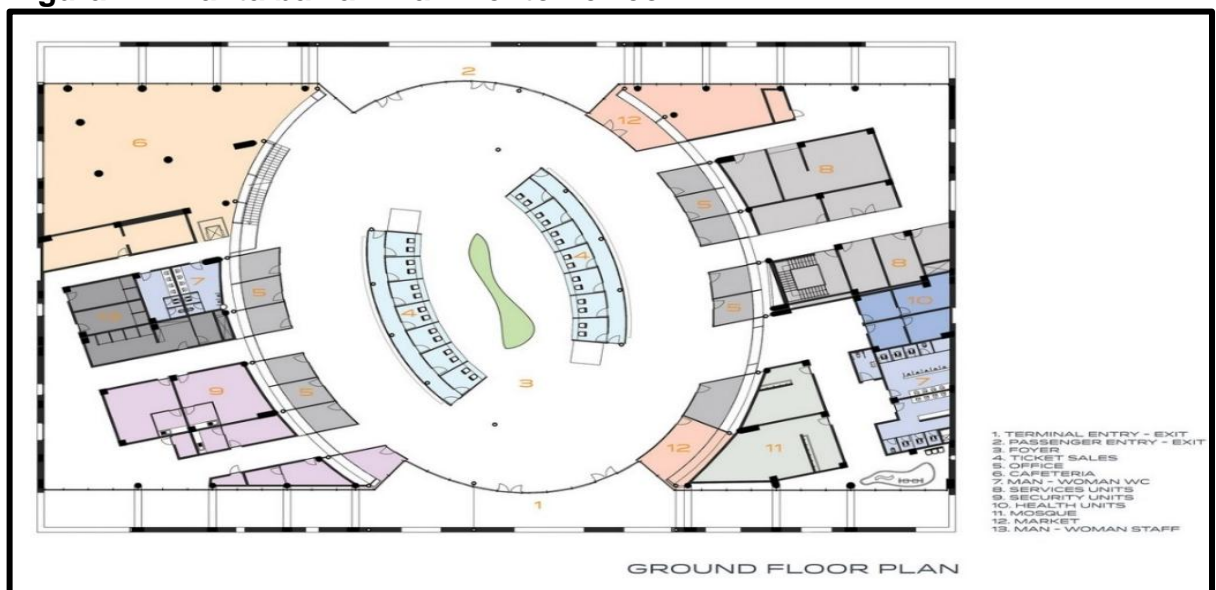 2
12
6
8
5
4
7
5
8
5
10
4
3
7
9
5
12
11
1
1. TERMINAL ENTRY - EXIT
2. PASSENGER ENTRY - EXIT
3. FOYER
4. TICKET SALES
5. OFFICE
6. CAFETERIA
7. MAN - WOMAN WC
8. SERVICES UNITS
9. SECURITY UNITS
10. HEALTH UNITS
11. MOSQUE
12. MARKET
13. MAN - WOMAN STAFF
GROUND FLOOR PLAN